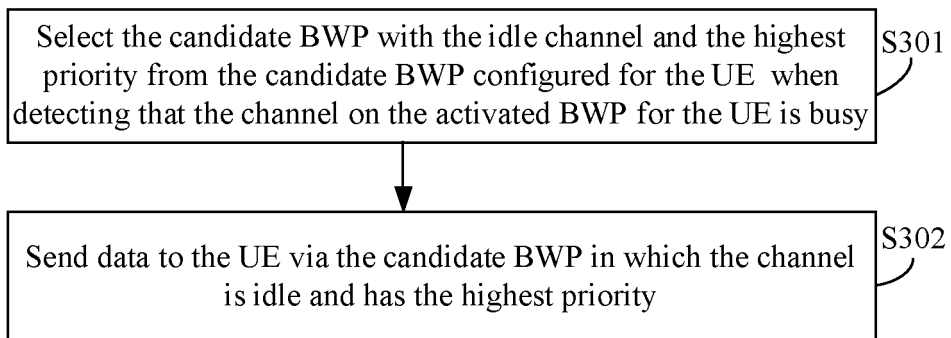 Select the candidate BWP with the idle channel and the highest
priority from the candidate BWP configured for the UE when
detecting that the channel on the activated BWP for the UE is busy
S301
Send data to the UE via the candidate BWP in which the channel
is idle and has the highest priority
S302